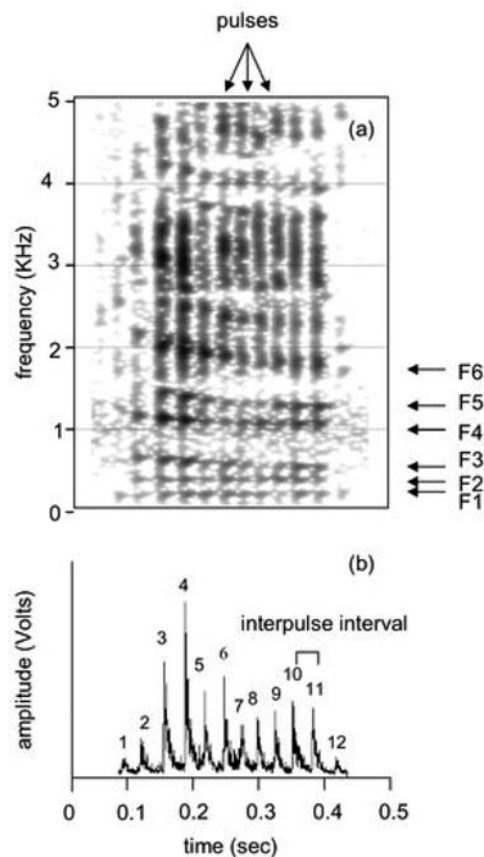 pulses
(a)
5
4
3
2
1
0
frequency (KHz)
F6
F5
F4
F3
F2
F1
(b)
interpulse interval
amplitude (Volts)
1
2
3
4
5
6
7
8
9
10
11
12
0 0.2 0.3 0.4 0.5
time (sec)